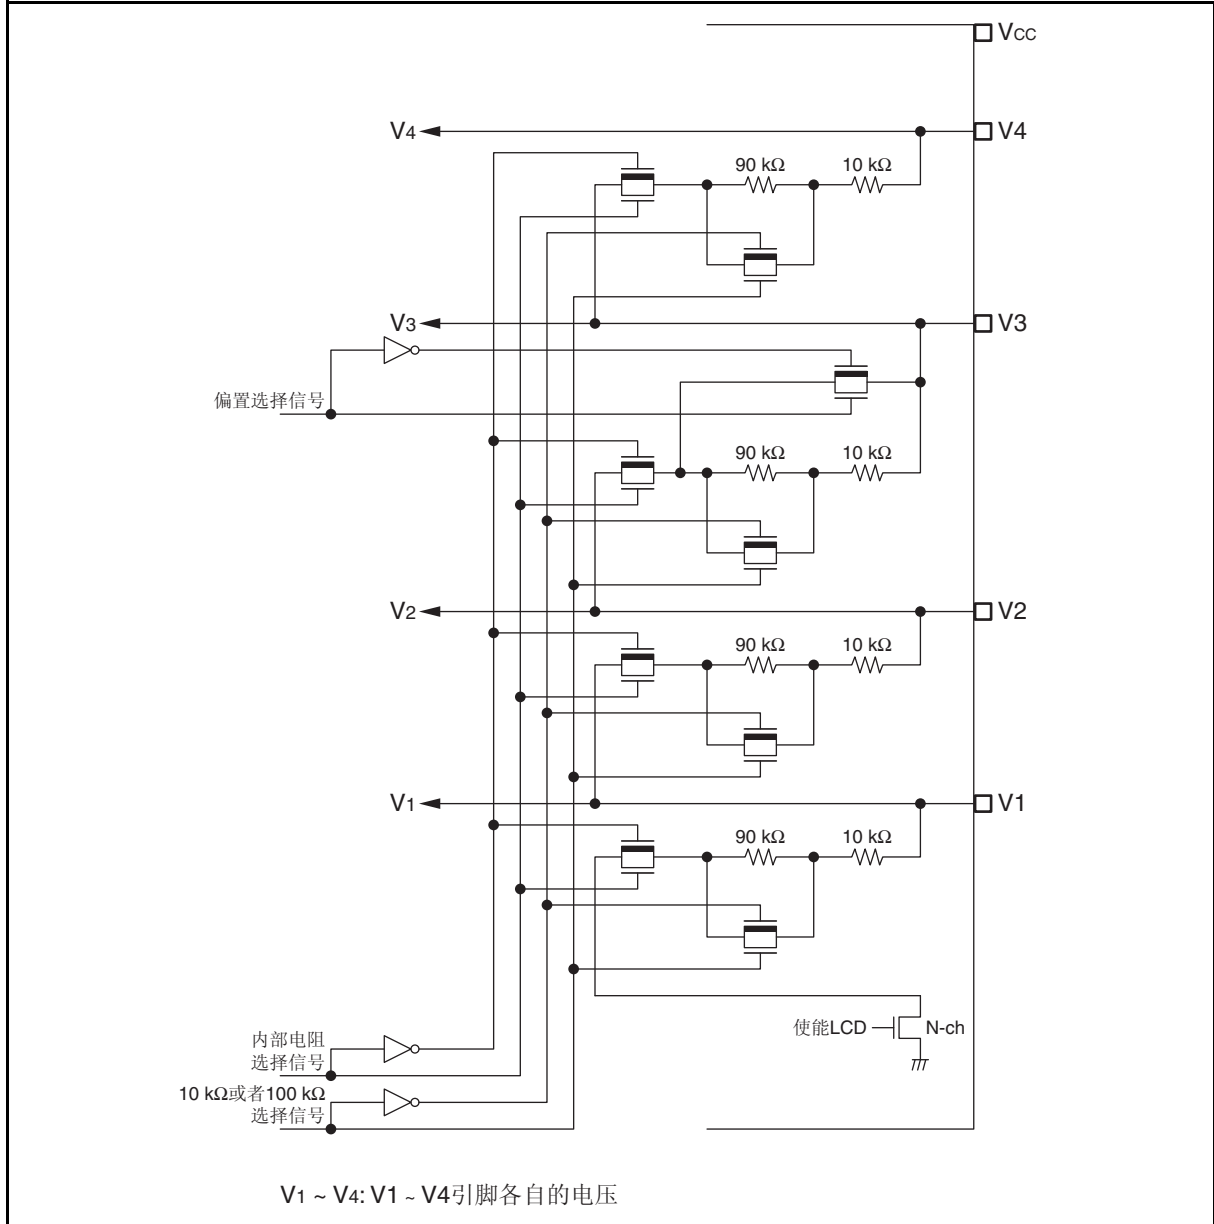 VCC
V4
V4
90 kΩ
10 kΩ
V3
V3
偏置选择信号
90 kΩ
10 kΩ
V2
V2
90 kΩ
10 kΩ
V1
V1
90 kΩ
10 kΩ
使能LCD
N-ch
内部电阻
选择信号
10 kΩ或者100 kΩ
选择信号
V1 ~ V4: V1 ~ V4引脚各自的电压